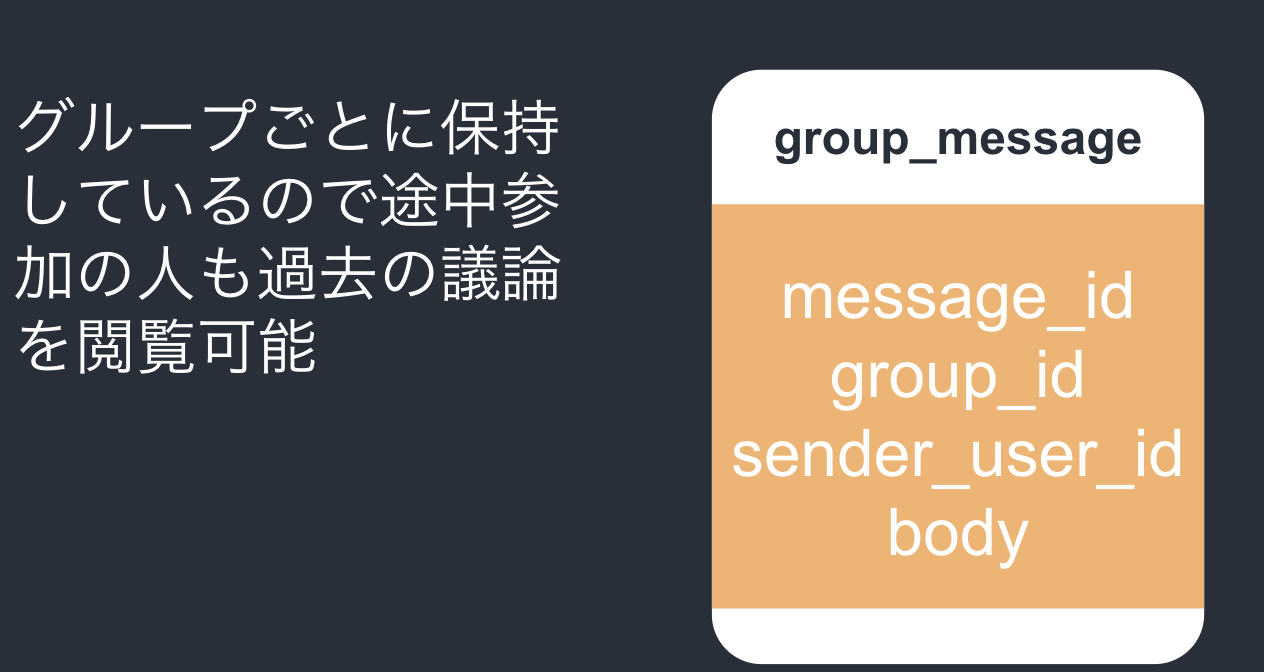 グループごとに保持
しているので途中参
加の人も過去の議論
を閲覧可能
group_message
message_id
group_id
sender_user_id
body